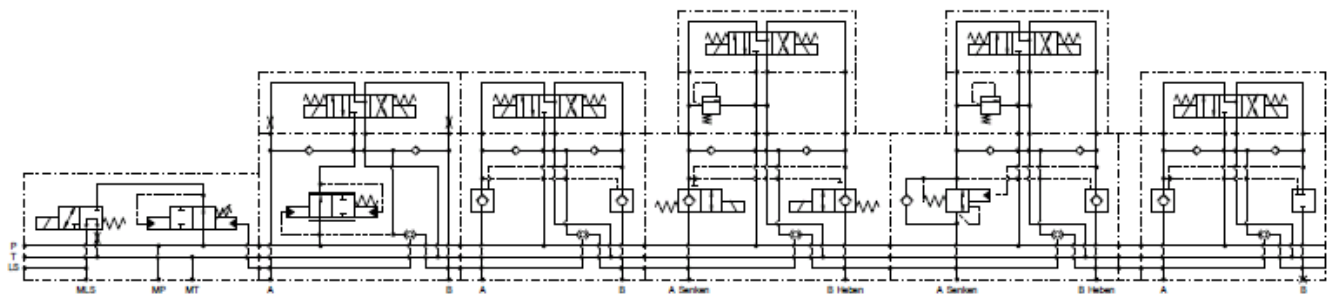 P
T
LS
MLS MP MT A B A B A Senken B Heben A Senken B Heben A B